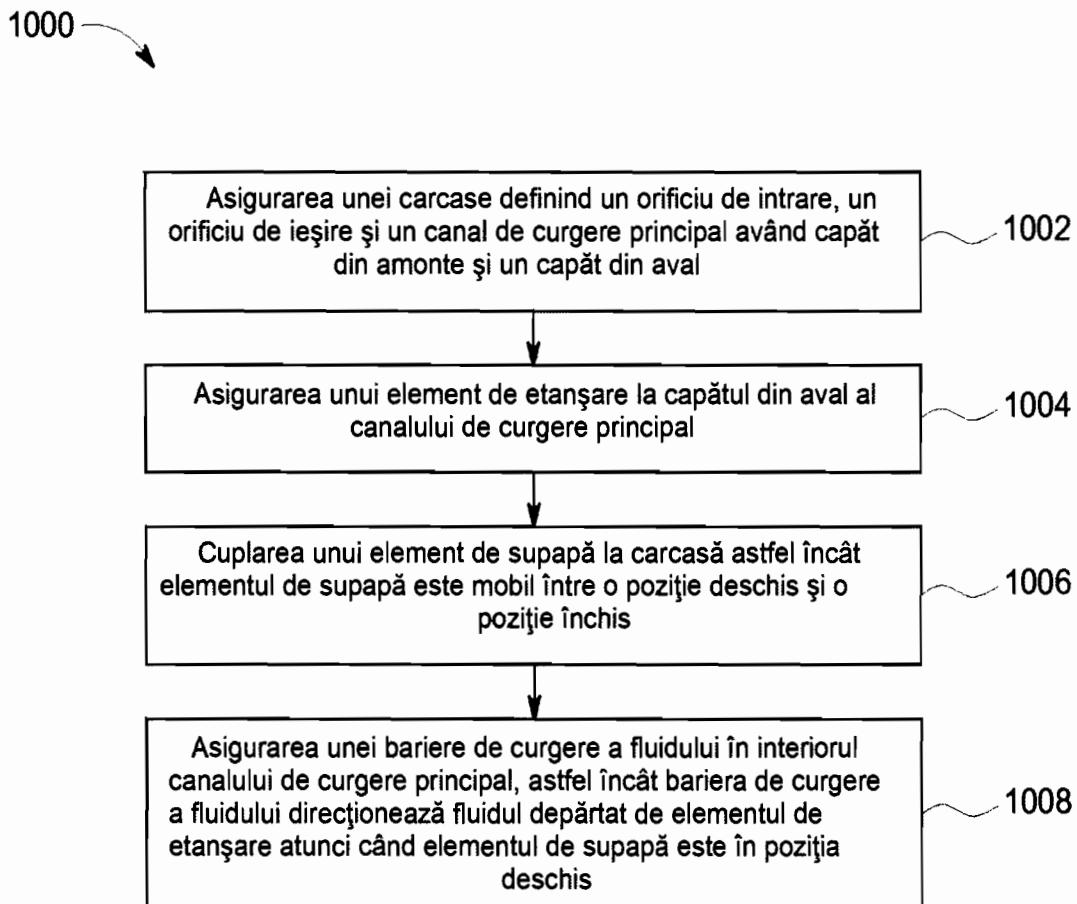 1000
Asigurarea unei carcase definind un orificiu de intrare, un
orificiu de ieşire şi un canal de curgere principal având capăt
din amonte şi un capăt din aval
1002
Asigurarea unui element de etanşare la capătul din aval al
canalului de curgere principal
1004
Cuplarea unui element de supapă la carcasă astfel încât
elementul de supapă este mobil între o poziţie deschis şi o
poziţie închis
1006
Asigurarea unei bariere de curgere a fluidului în interiorul
canalului de curgere principal, astfel încât bariera de curgere
a fluidului direcţionează fluidul depărtat de elementul de
etanşare atunci când elementul de supapă este în poziţia
deschis
1008